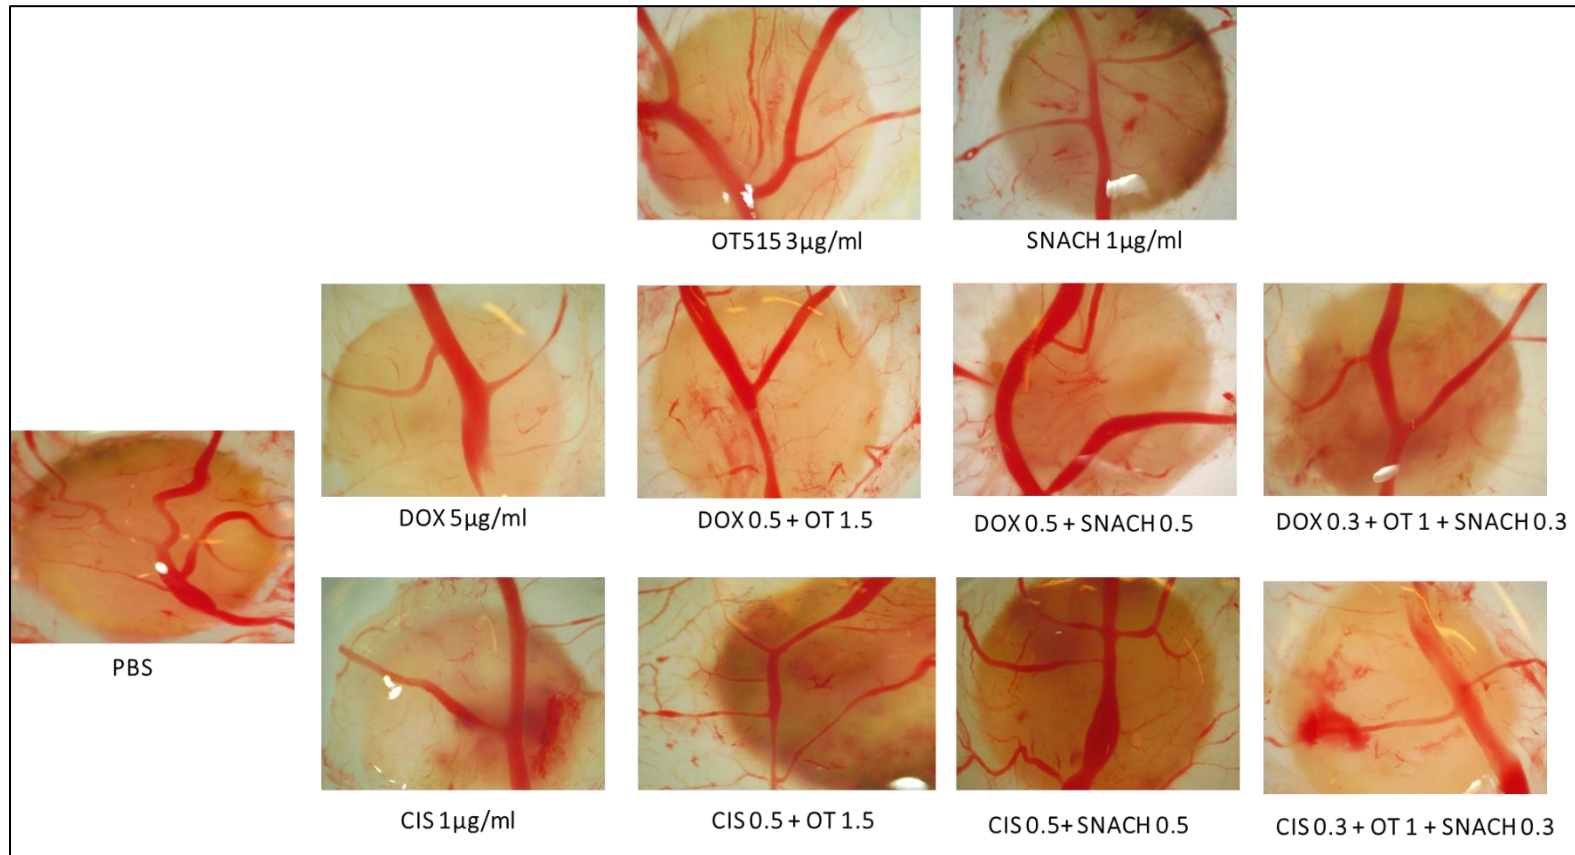 OT515 3µg/ml
SNACH 1µg/ml
DOX 5µg/ml
DOX 0.5 + OT 1.5
DOX 0.5 + SNACH 0.5
DOX 0.3 + OT 1 + SNACH 0.3
PBS
CIS 1µg/ml
CIS 0.5 + OT 1.5
CIS 0.5+ SNACH 0.5
CIS 0.3 + OT 1 + SNACH 0.3